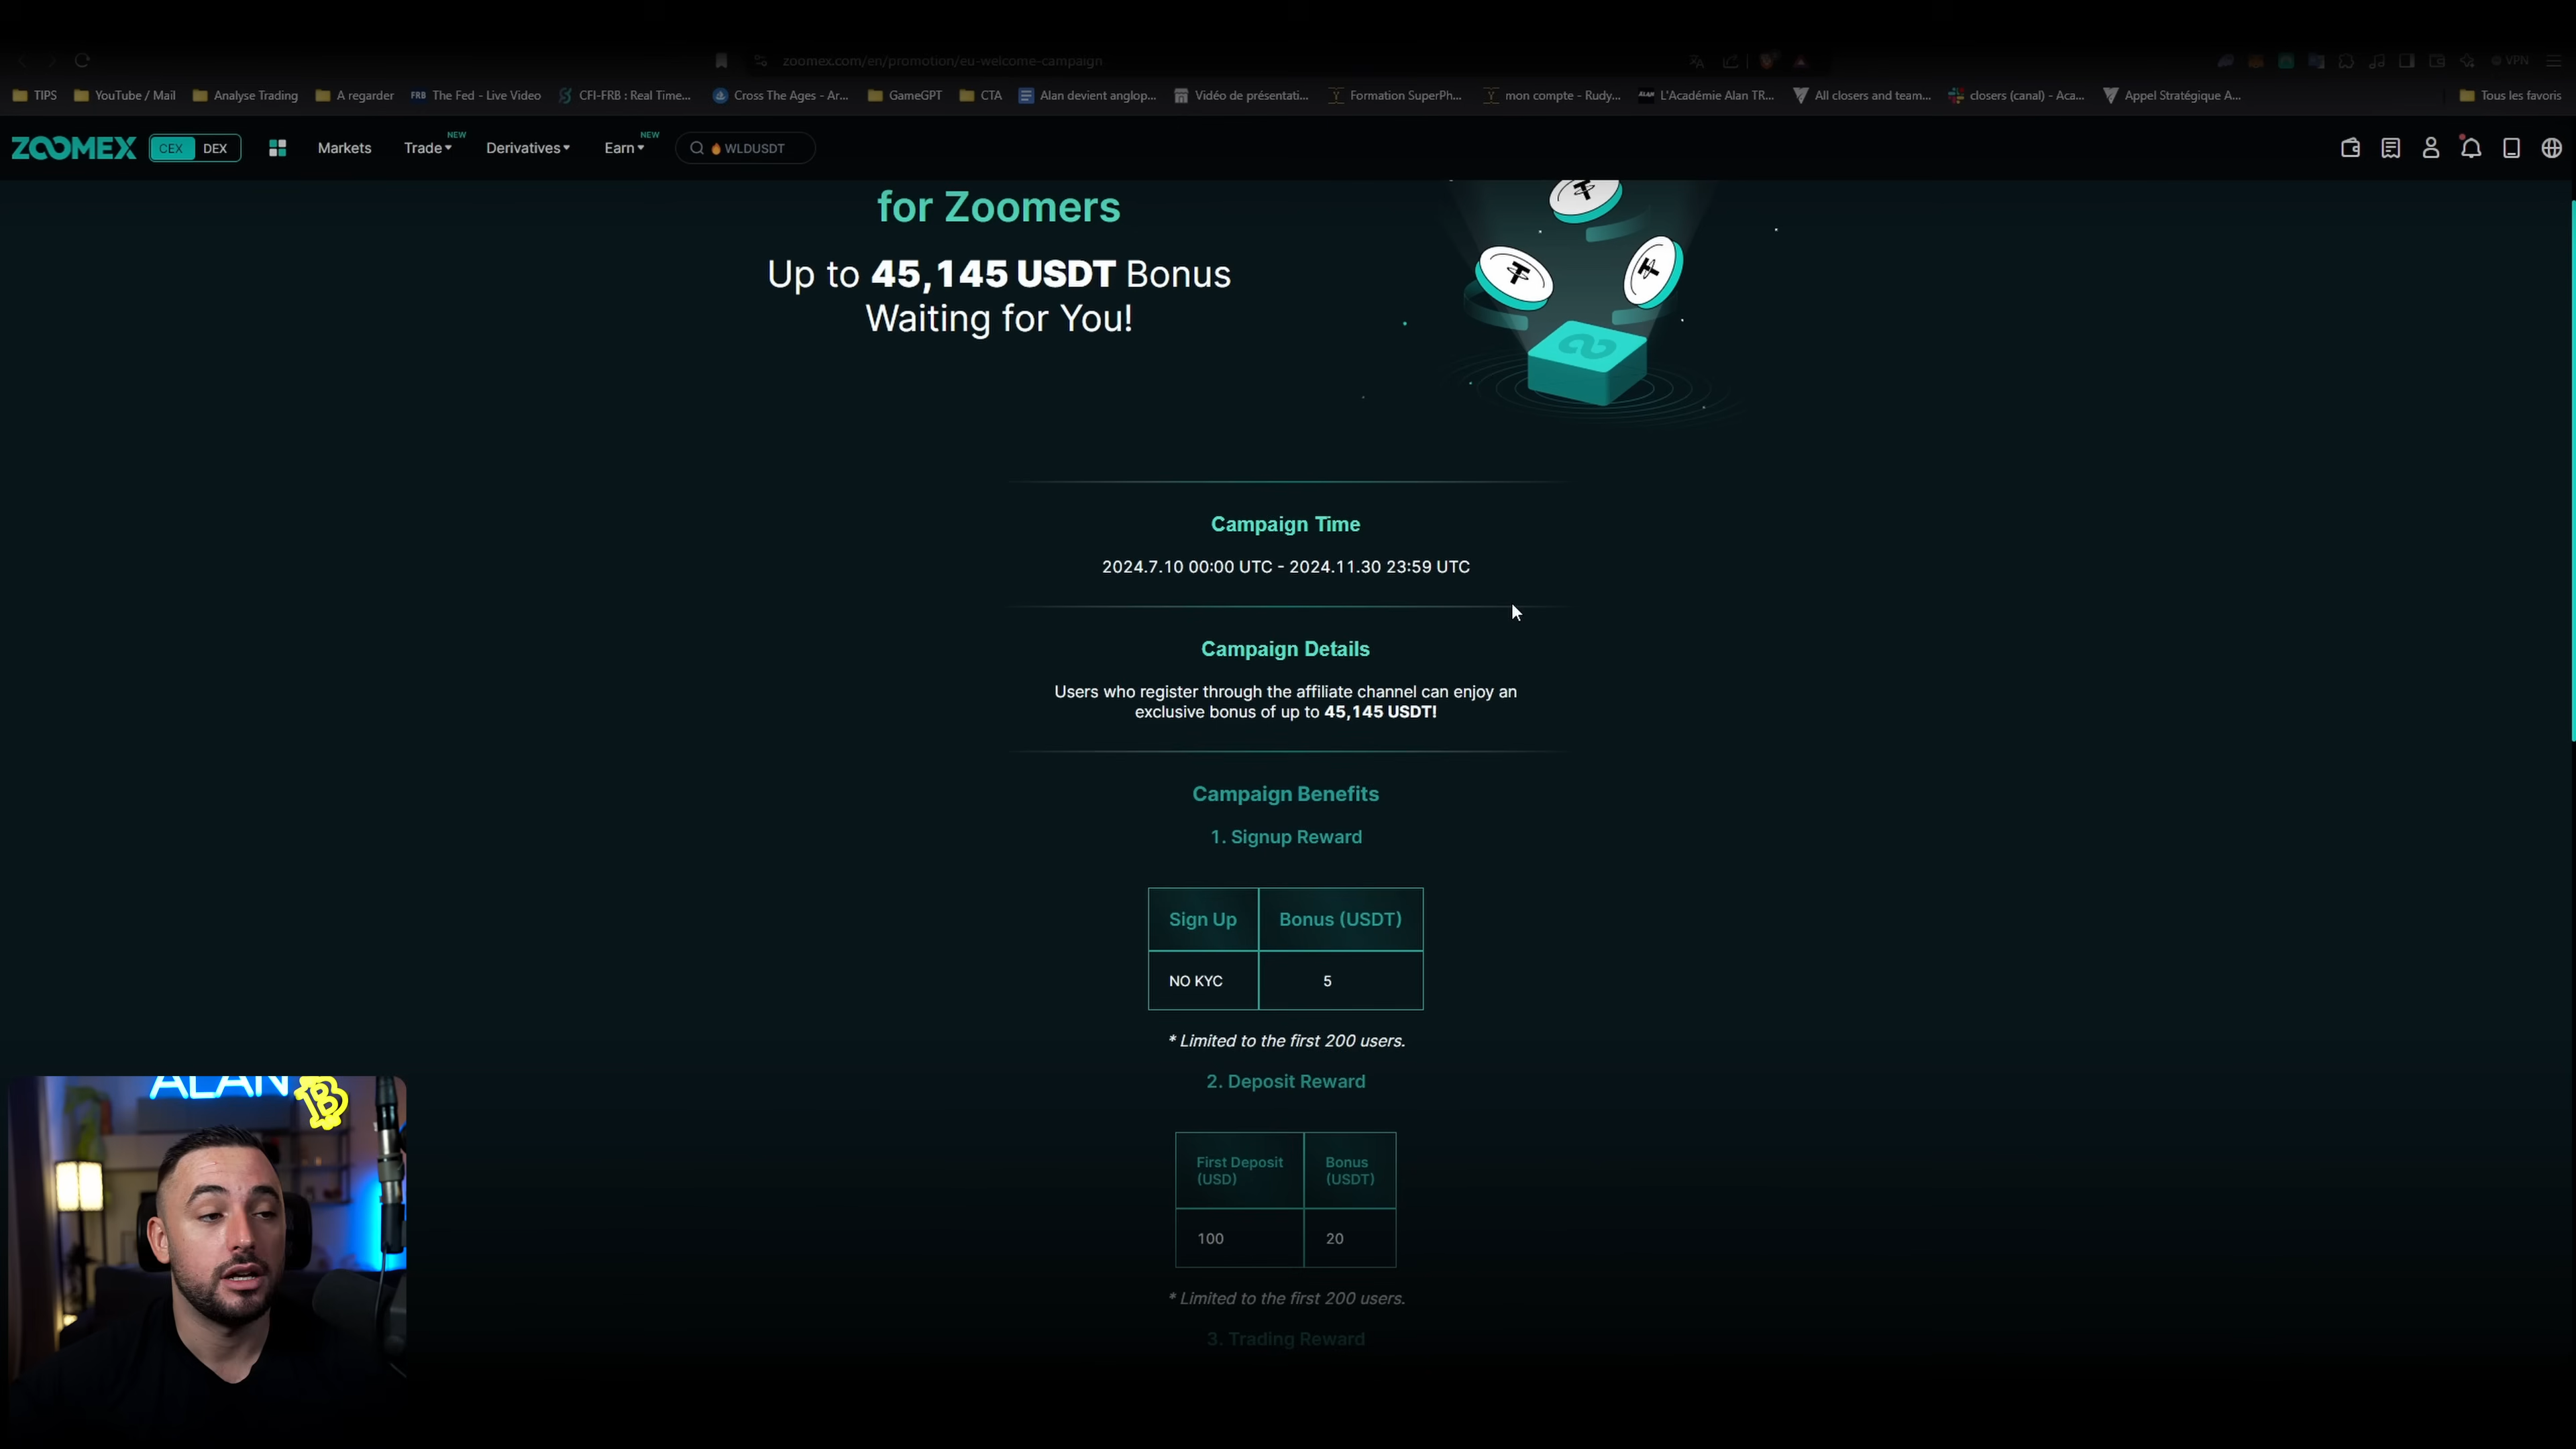 zoomex.com/en/promotion/eu-welcome-campaign
VPN
TIPS
YouTube / Mail
Analyse Trading
A regarder
FRB The Fed - Live Video
CFI-FRB : Real Time...
Cross The Ages - Ar...
GameGPT
CTA
Alan devient anglop...
Vidéo de présentati...
Formation SuperPh...
mon compte - Rudy...
L'Académie Alan TR...
All closers and team...
closers (canal) - Aca...
Appel Stratégique A...
Tous les favoris
ZOOMEX
CEX
DEX
Markets
Trade
NEW
Derivatives
Earn
NEW
WLDUSDT
for Zoomers
Up to 45,145 USDT Bonus
Waiting for You!
Campaign Time
2024.7.10 00:00 UTC - 2024.11.30 23:59 UTC
Campaign Details
Users who register through the affiliate channel can enjoy an
exclusive bonus of up to 45,145 USDT!
Campaign Benefits
1. Signup Reward
Sign Up
Bonus (USDT)
NO KYC
5
* Limited to the first 200 users.
2. Deposit Reward
First Deposit
(USD)
Bonus
(USDT)
100
20
* Limited to the first 200 users.
3. Trading Reward
ALAN